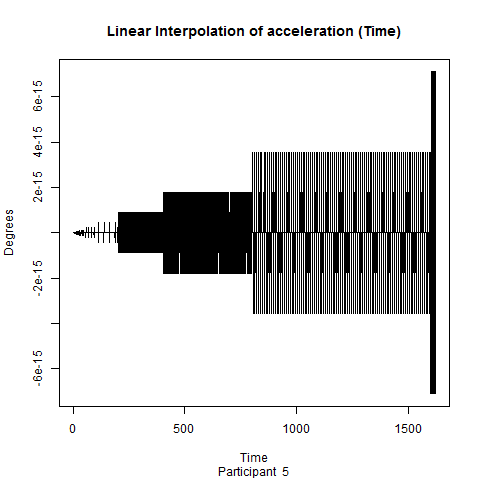 Linear Interpolation of acceleration (Time)
6e-15
4e-15
2e-15
-2e-15
-6e-15
Degrees
0
500
1000
1500
Time
Participant 5